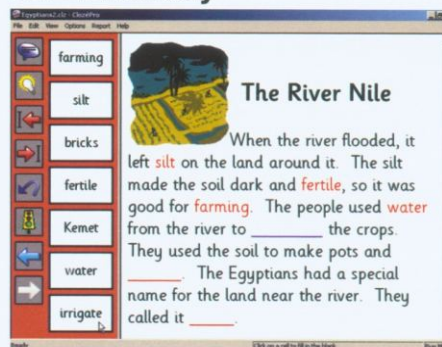 Egyptians2.clz - ClozePro
File Edit View Options Report Help
farming
silt
bricks
fertile
Kemet
water
irrigate
The River Nile
When the river flooded, it
left silt on the land around it. The silt
made the soil dark and fertile, so it was
good for farming. The people used water
from the river to ________ the crops.
They used the soil to make pots and
______. The Egyptians had a special
name for the land near the river. They
called it _____.
Ready
Click on a cell to fill in the blank